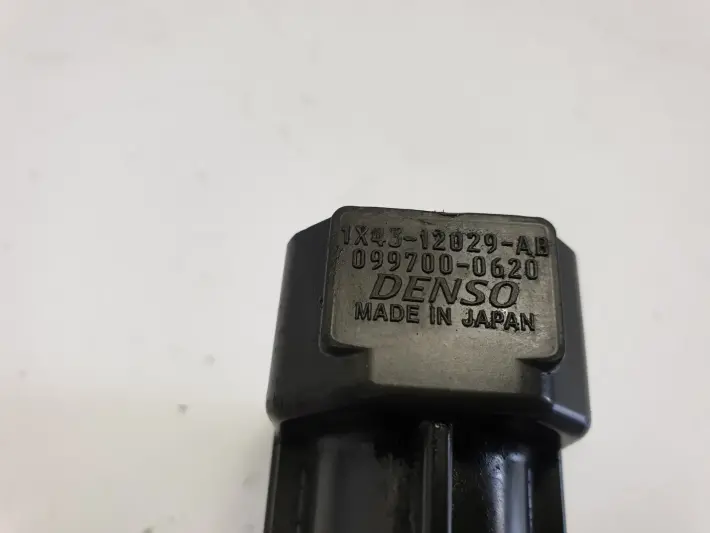 1X43-12029-AB
099700-0620
DENSO
MADE IN JAPAN